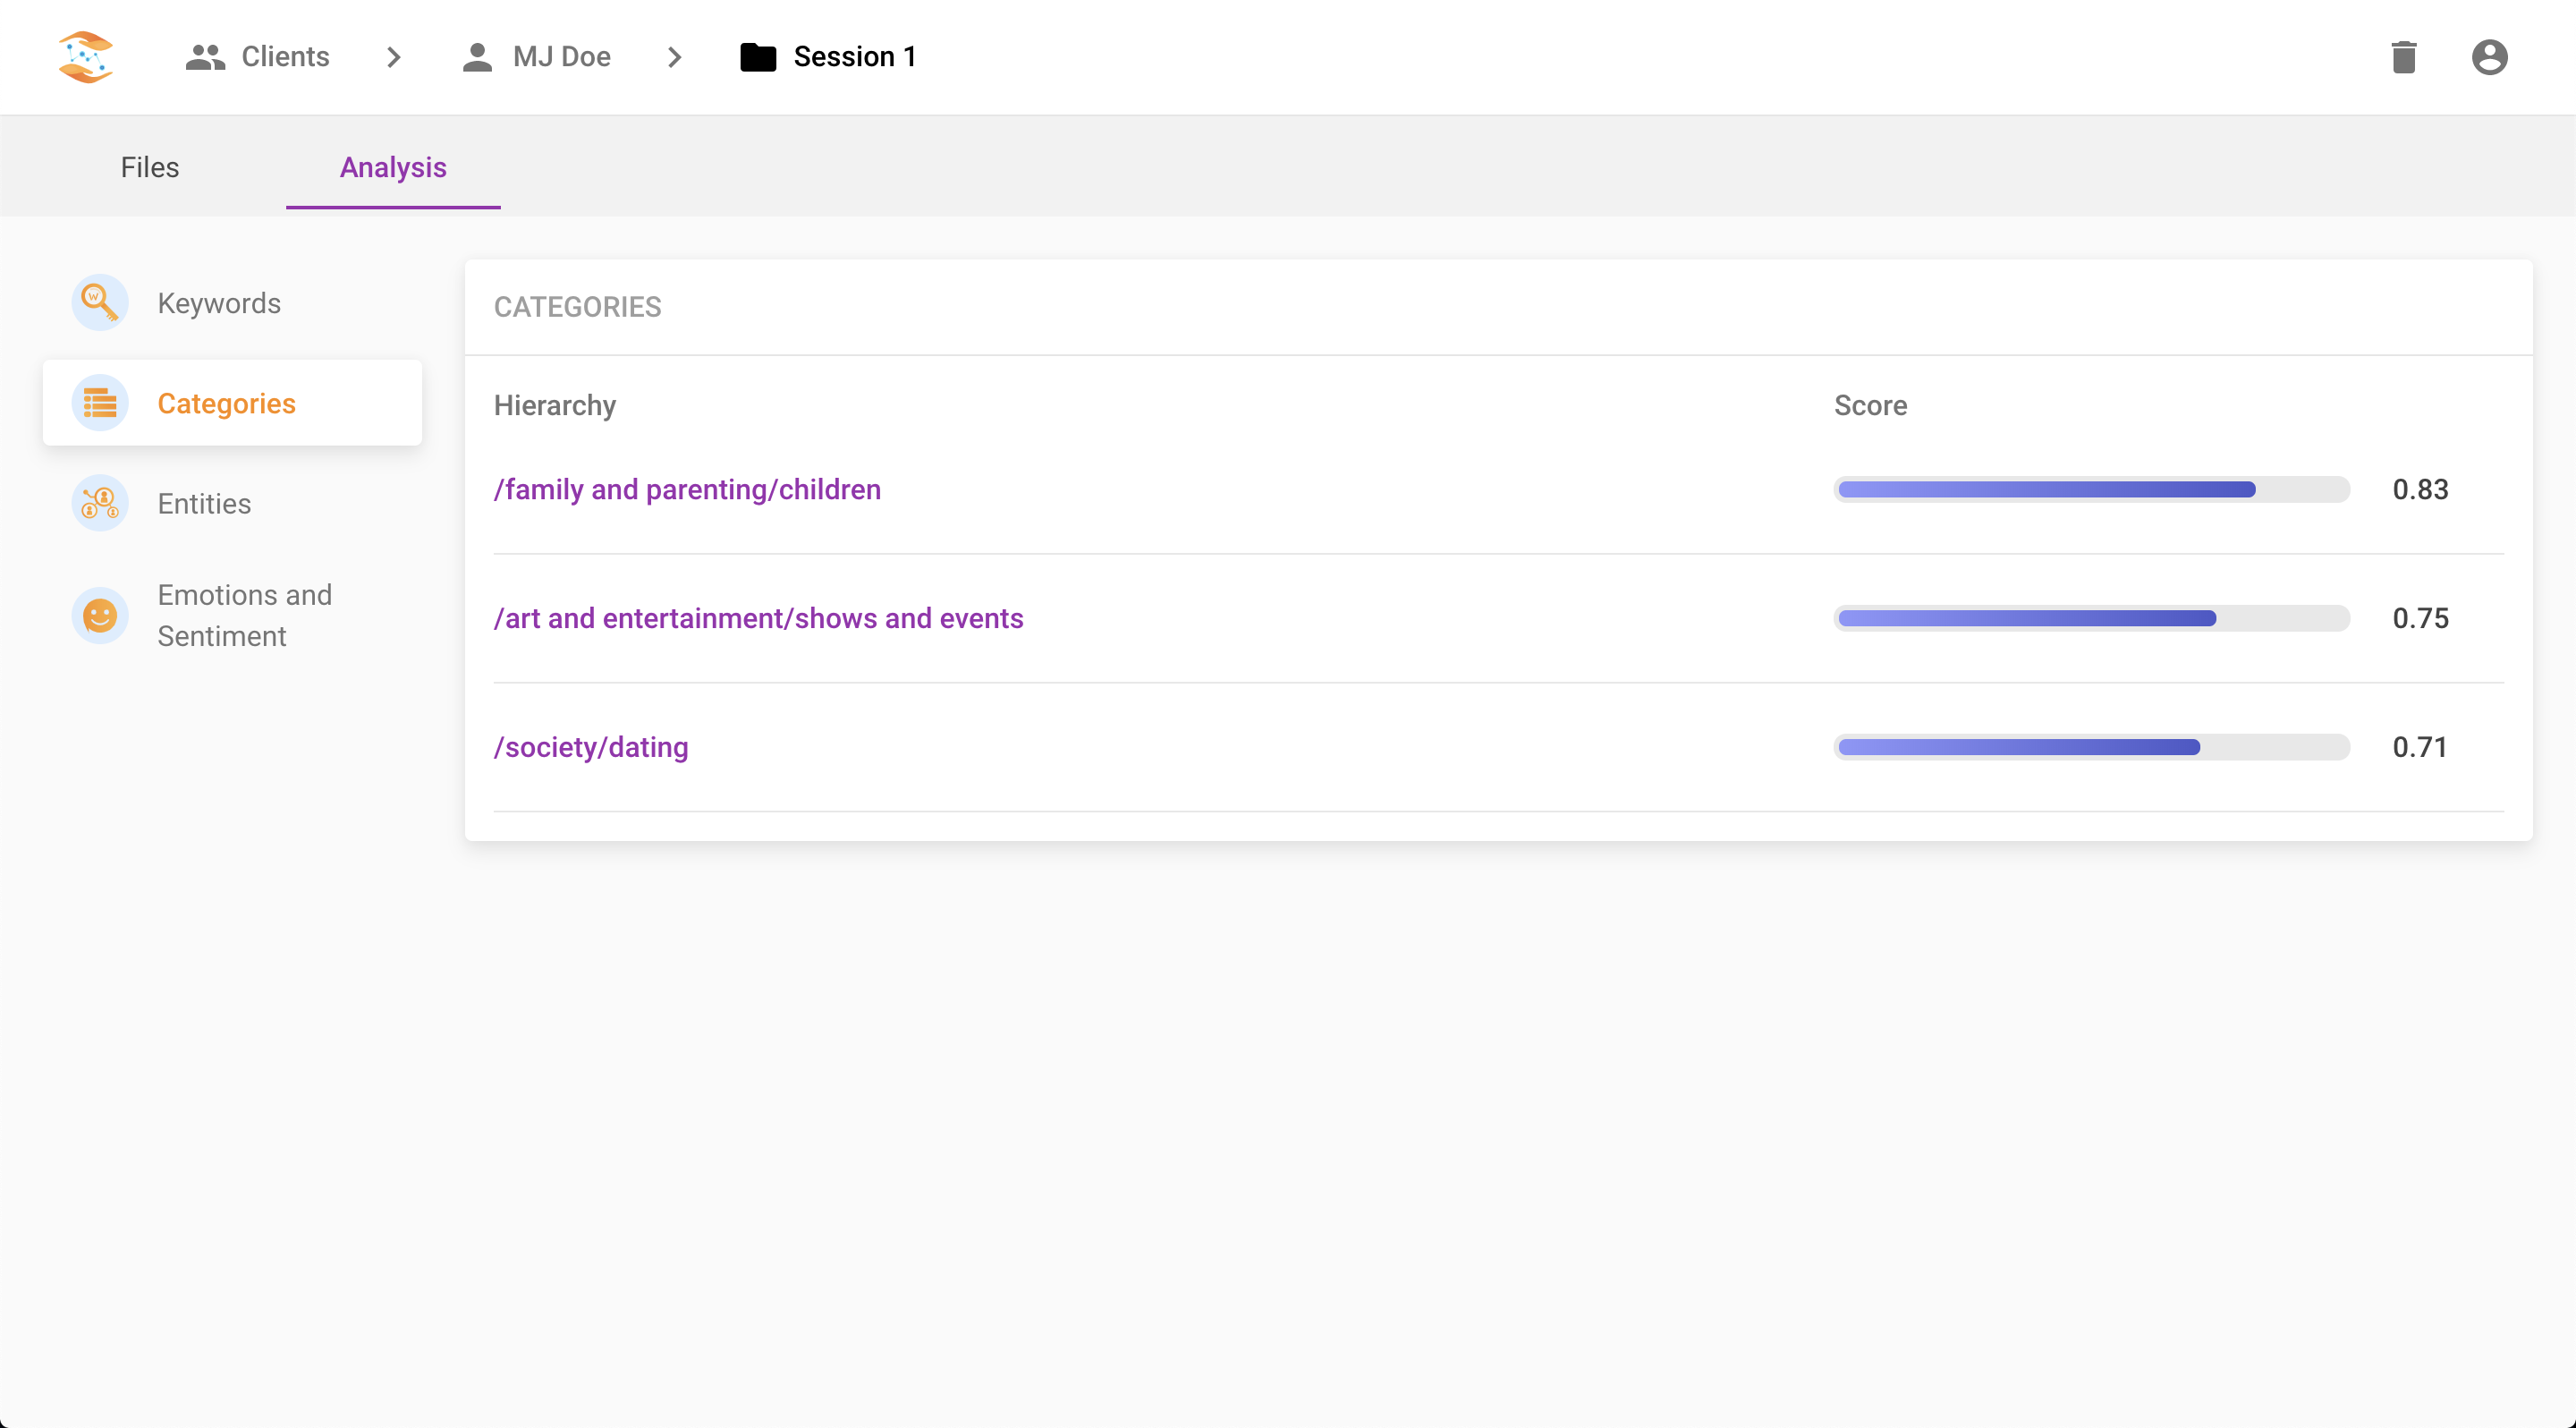 Clients
MJ Doe
Session 1
Files
Analysis
Keywords
Categories
Entities
Emotions and
Sentiment
CATEGORIES
Hierarchy Score
/family and parenting/children 0.83
/art and entertainment/shows and events 0.75
/society/dating 0.71